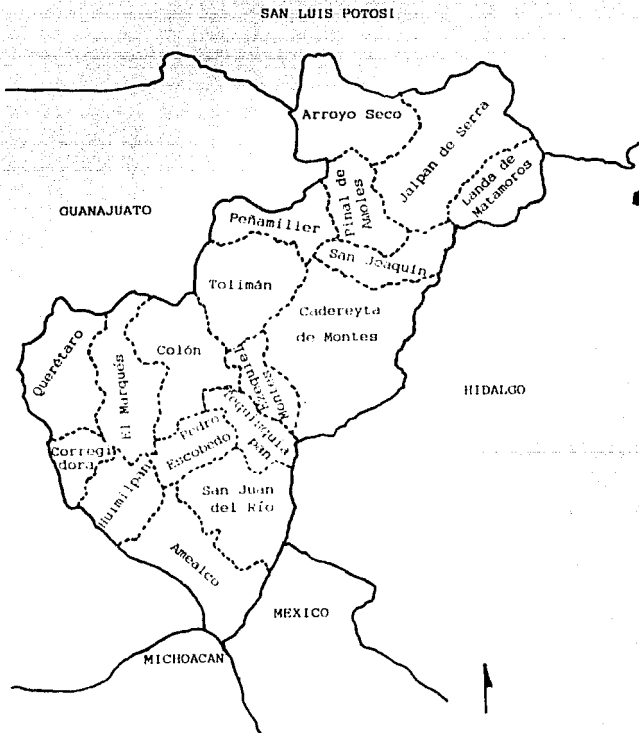 SAN LUIS POTOSI
Arroyo Seco
Jalpan de Serra
Landa de
Matamoros
Pinal de
Amoles
GUANAJUATO
Peñamiller
San Joaquín
Tolimán
Cadereyta
de Montes
Querétaro
El Marqués
Colón
Ezequiel
Montes
HIDALGO
Pedro
Escobedo
Corregi
dora
Huimilpan
San Juan
del Río
Amealco
MEXICO
MICHOACAN